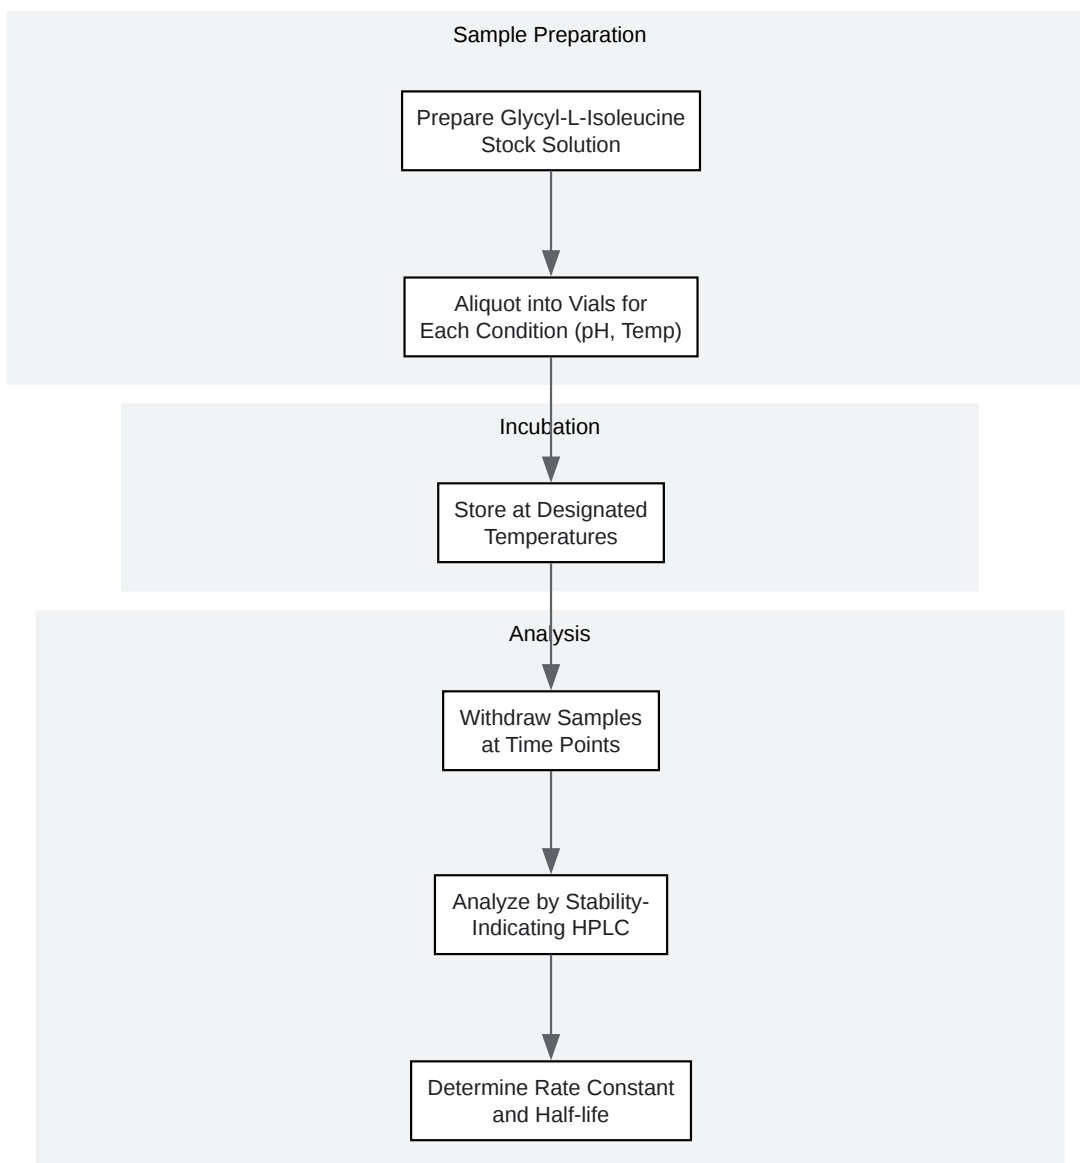 Sample Preparation
Prepare Glycyl-L-Isoleucine
Stock Solution
Aliquot into Vials for
Each Condition (pH, Temp)
Incubation
Store at Designated
Temperatures
Analysis
Withdraw Samples
at Time Points
Analyze by Stability-
Indicating HPLC
Determine Rate Constant
and Half-life